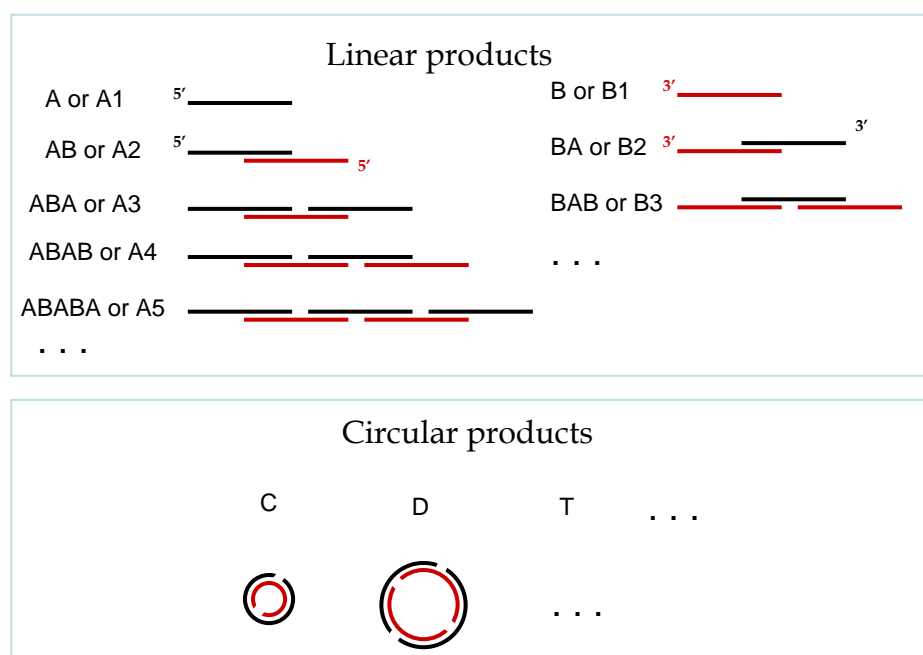 Linear products
A or A1 5′
B or B1 3′
AB or A2 5′ 5′
BA or B2 3′ 3′
ABA or A3
BAB or B3
ABAB or A4
. . .
ABABA or A5
. . .
Circular products
C D T . . .
. . .